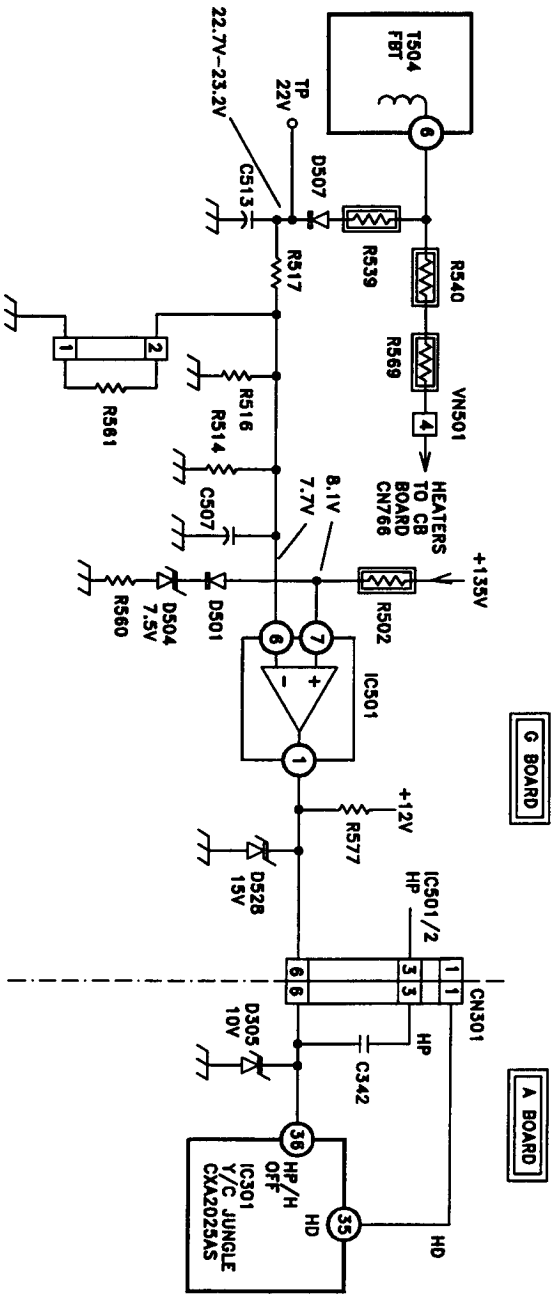 T504
FBT
6
R540
R569
VN501
4
HEATERS
TO CB
BOARD
CN766
R539
D507
TP
22V
22.7V-23.2V
C513
R517
2
1
R561
R516
R514
C507
7.7V
8.1V
+135V
R502
D501
D504
7.5V
R560
6
7
-
+
IC501
1
G BOARD
+12V
R577
D528
15V
IC501/2
HP
1 1
3 3
6 6
CN301
A BOARD
HP
C342
D305
10V
HD
36
35
HP/H
OFF
HD
IC301
Y/C JUNGLE
CXA2025AS